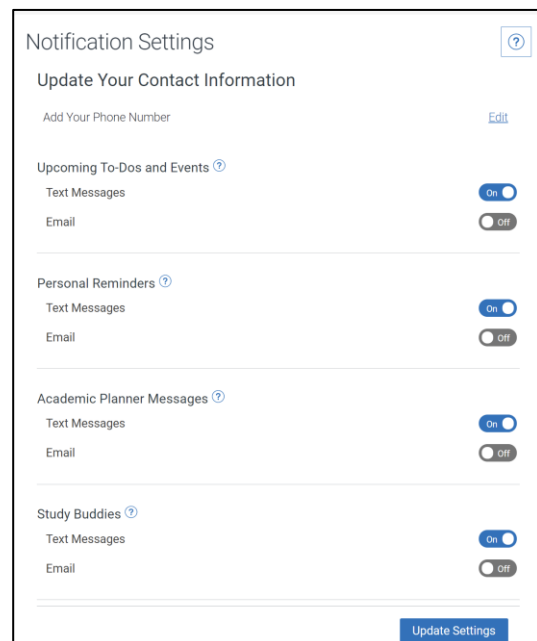 Notification Settings ?
Update Your Contact Information
Add Your Phone Number Edit
Upcoming To-Dos and Events ?
Text Messages On
Email Off
Personal Reminders ?
Text Messages On
Email Off
Academic Planner Messages ?
Text Messages On
Email Off
Study Buddies ?
Text Messages On
Email Off
Update Settings